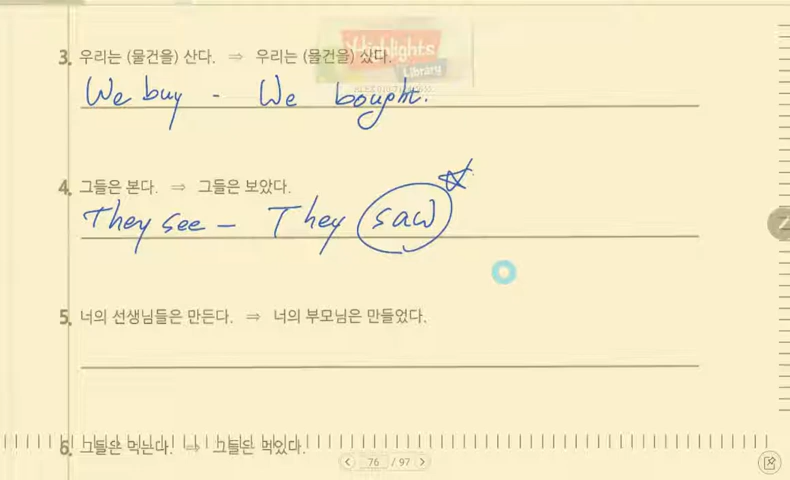 Highlights
Library
3. 우리는 (물건을) 산다. ⇒ 우리는 (물건을) 샀다.
We buy - We bought.
4. 그들은 본다. ⇒ 그들은 보았다.
They see - They saw
5. 너의 선생님들은 만든다. ⇒ 너의 부모님은 만들었다.
6. 그들은 먹는다. ⇒ 그들은 먹었다.
76 / 97